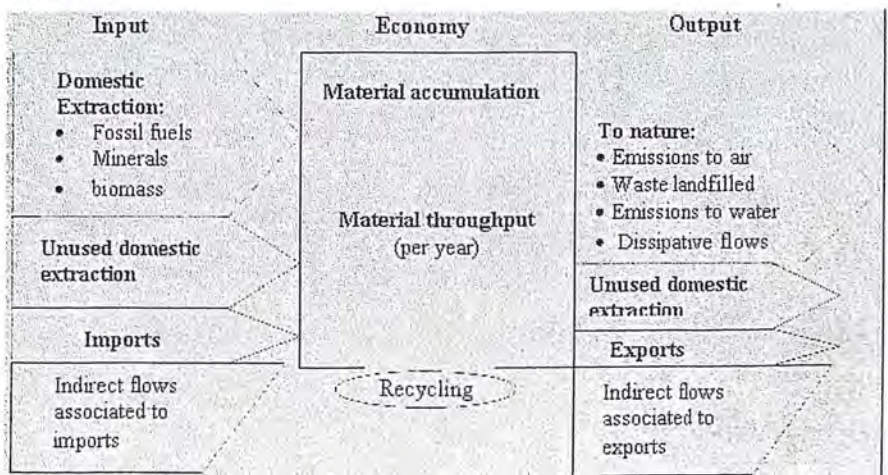 Input
Economy
Output
Domestic
Extraction:
• Fossil fuels
• Minerals
• biomass
Unused domestic
extraction
Imports
Indirect flows
associated to
imports
Material accumulation
Material throughput
(per year)
Recycling
To nature:
• Emissions to air
• Waste landfilled
• Emissions to water
• Dissipative flows
Unused domestic
extraction
Exports
Indirect flows
associated to
exports